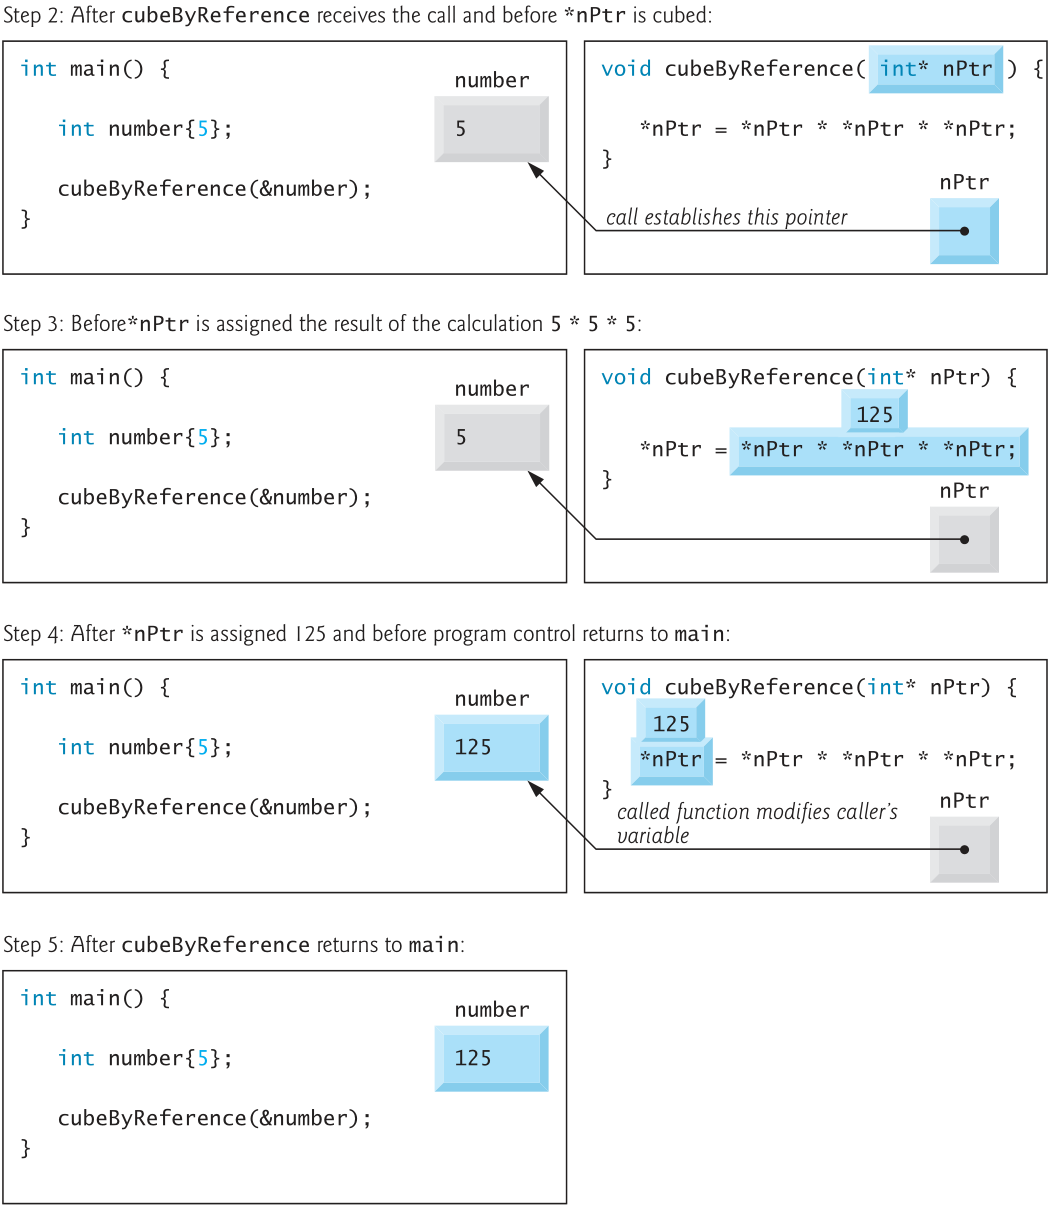 Step 2: After cubeByReference receives the call and before *nPtr is cubed:
int main() {
number
int number{5};
5
cubeByReference(&number);
}
void cubeByReference( int* nPtr ) {
*nPtr = *nPtr * *nPtr * *nPtr;
}
nPtr
call establishes this pointer
Step 3: Before*nPtr is assigned the result of the calculation 5 * 5 * 5:
int main() {
number
int number{5};
5
cubeByReference(&number);
}
void cubeByReference(int* nPtr) {
125
*nPtr = *nPtr * *nPtr * *nPtr;
}
nPtr
Step 4: After *nPtr is assigned 125 and before program control returns to main:
int main() {
number
int number{5};
125
cubeByReference(&number);
}
void cubeByReference(int* nPtr) {
125
*nPtr = *nPtr * *nPtr * *nPtr;
}
nPtr
called function modifies caller’s
variable
Step 5: After cubeByReference returns to main:
int main() {
number
int number{5};
125
cubeByReference(&number);
}